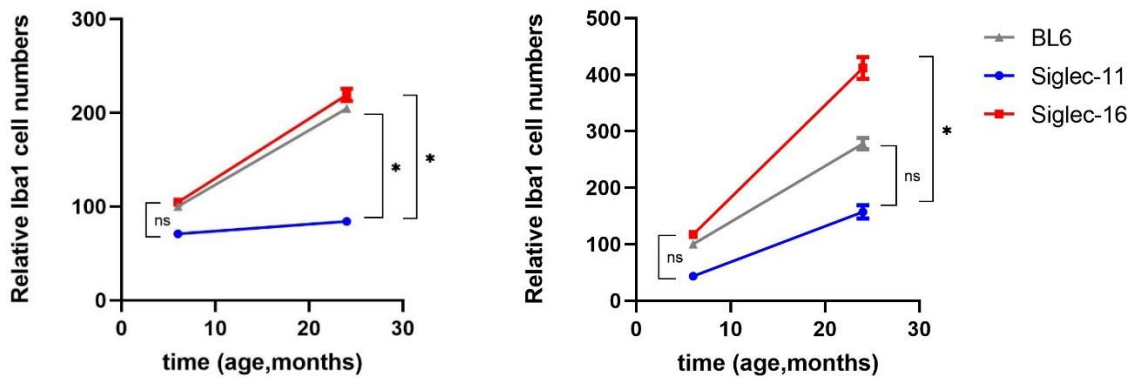 Relative Iba1 cell numbers
300
200
100
0
ns
*
*
0
10
20
30
time (age,months)
Relative Iba1 cell numbers
500
400
300
200
100
0
ns
ns
*
0
10
20
30
time (age,months)
BL6
Siglec-11
Siglec-16